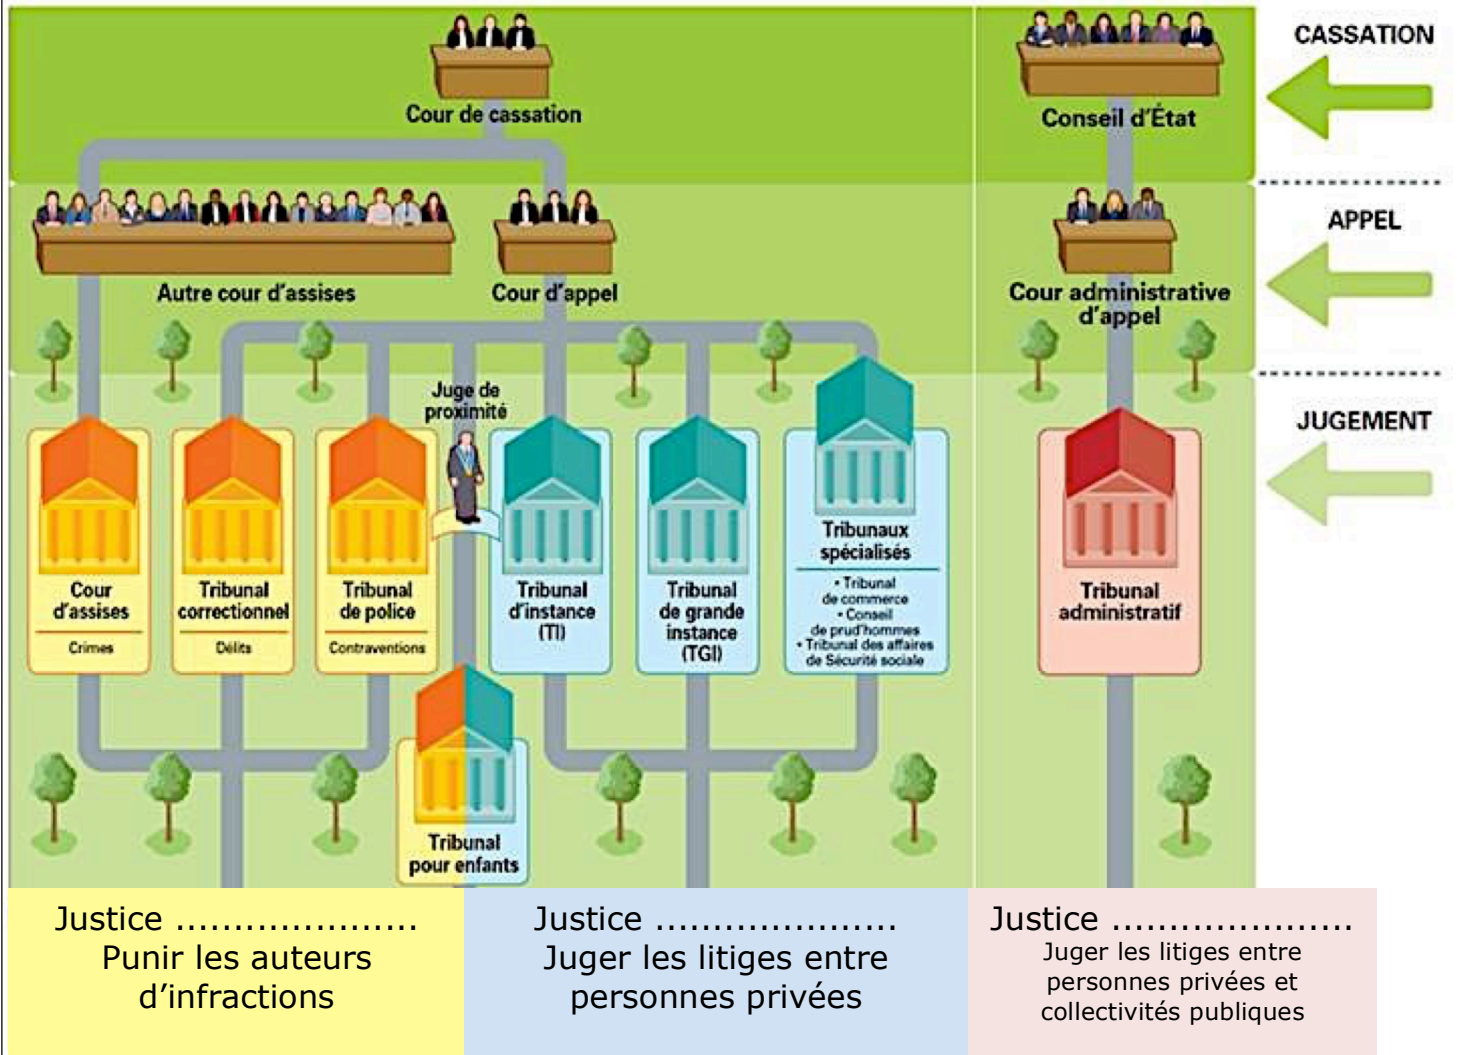 CASSATION
Cour de cassation
Conseil d'État
APPEL
Autre cour d'assises
Cour d'appel
Cour administrative
d'appel
JUGEMENT
Juge de
proximité
Cour
d'assises
Crimes
Tribunal
correctionnel
Délits
Tribunal
de police
Contraventions
Tribunal
d'instance
(TI)
Tribunal
de grande
instance
(TGI)
Tribunaux
spécialisés
• Tribunal
de commerce
• Conseil
de prud'hommes
• Tribunal des affaires
de Sécurité sociale
Tribunal
administratif
Tribunal
pour enfants
Justice ......................
Punir les auteurs
d’infractions
Justice ......................
Juger les litiges entre
personnes privées
Justice ......................
Juger les litiges entre
personnes privées et
collectivités publiques